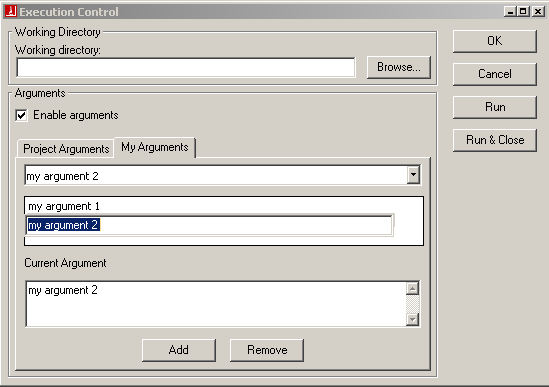 Execution Control
Working Directory
Working directory:
Browse...
OK
Cancel
Run
Run & Close
Arguments
Enable arguments
Project Arguments
My Arguments
my argument 2
my argument 1
my argument 2
Current Argument
my argument 2
Add
Remove